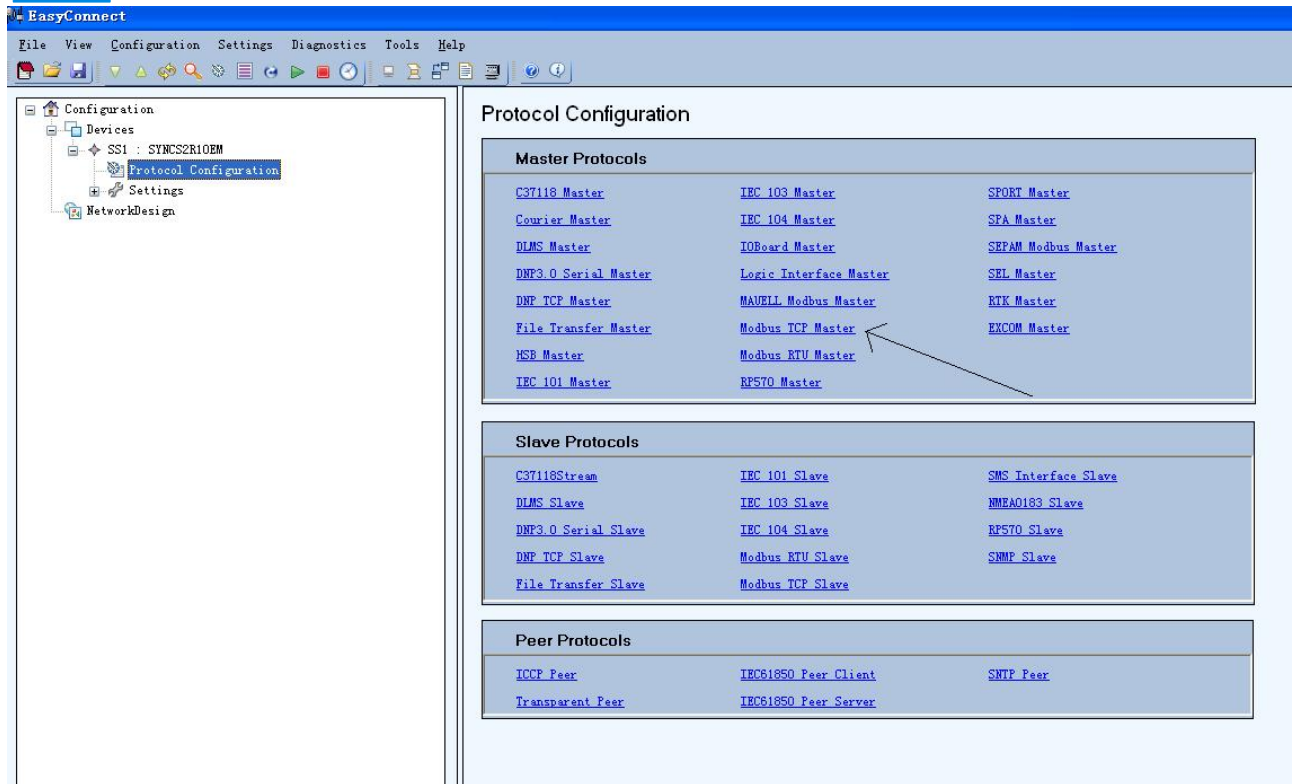 EasyConnect
File View Configuration Settings Diagnostics Tools Help
Configuration
Devices
SS1 : SYNCS2R10EM
Protocol Configuration
Settings
NetworkDesign
Protocol Configuration
Master Protocols
C37118 Master IEC 103 Master SPORT Master
Courier Master IEC 104 Master SPA Master
DLMS Master IOBoard Master SEPAM Modbus Master
DNP3.0 Serial Master Logic Interface Master SEL Master
DNP TCP Master MAVELL Modbus Master RTK Master
File Transfer Master Modbus TCP Master EXCOM Master
HSB Master Modbus RTU Master
IEC 101 Master RP570 Master
Slave Protocols
C37118Stream IEC 101 Slave SMS Interface Slave
DLMS Slave IEC 103 Slave NMEA0183 Slave
DNP3.0 Serial Slave IEC 104 Slave RP570 Slave
DNP TCP Slave Modbus RTU Slave SNMP Slave
File Transfer Slave Modbus TCP Slave
Peer Protocols
ICCP Peer IEC61850 Peer Client SNTP Peer
Transparent Peer IEC61850 Peer Server